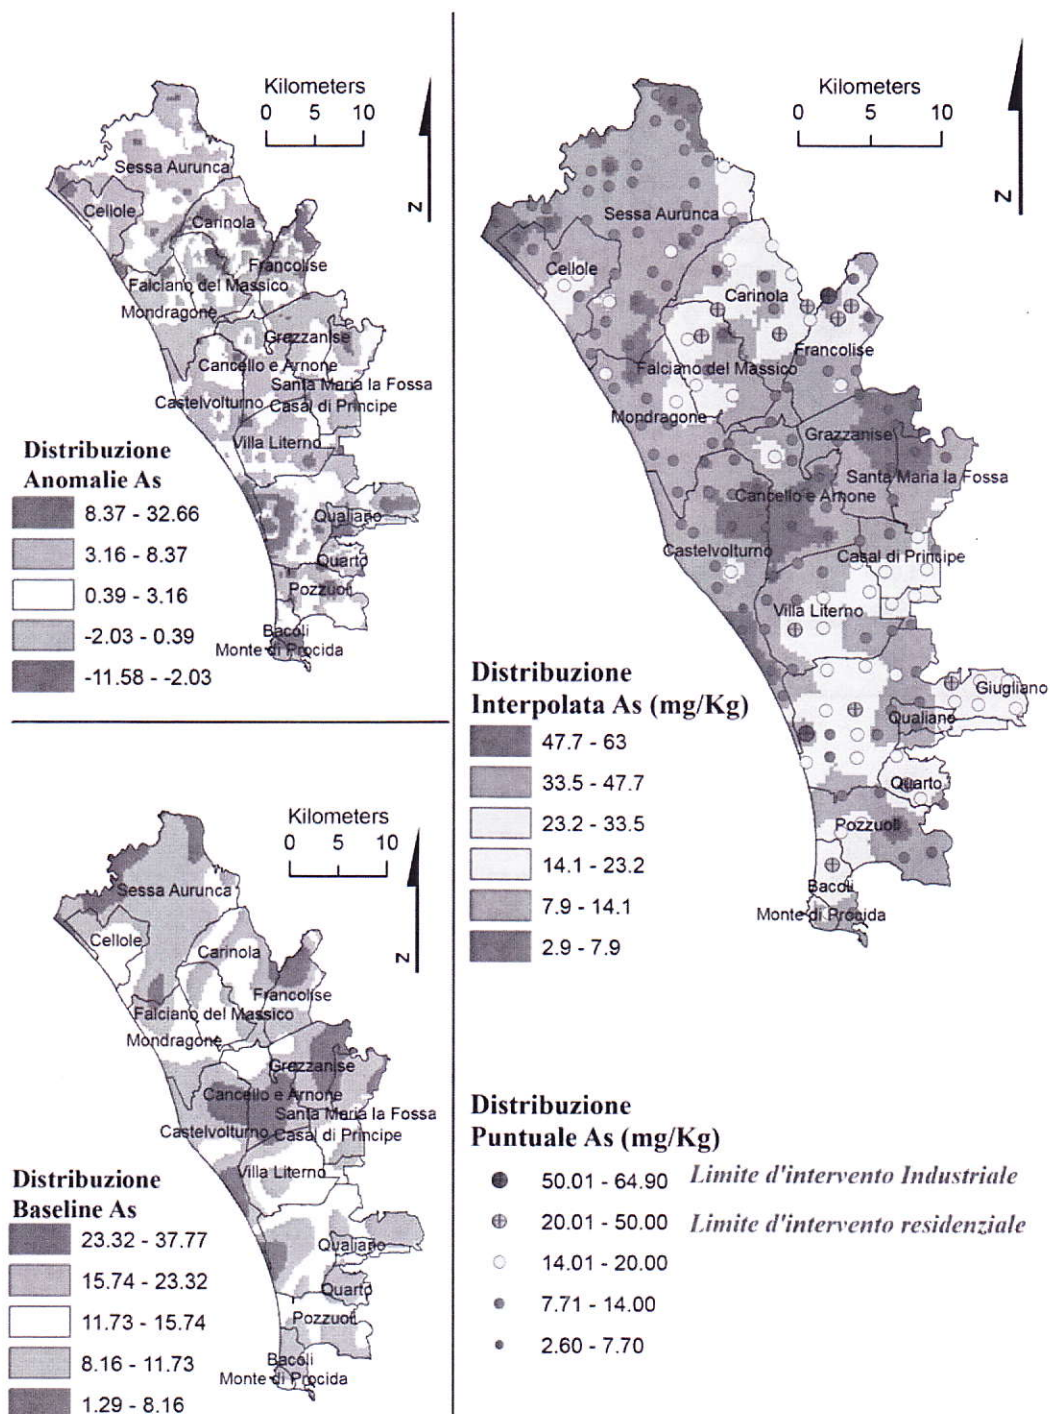 Kilometers
0 5 10
N
Sessa Aurunca
Cellole
Carinola
Francolise
Falciano del Massico
Mondragone
Grezzanise
Cancello e Arnone
Santa Maria la Fossa
Castelvolturno
Casal di Principe
Villa Literno
Qualiano
Quarto
Pozzuoli
Bacoli
Monte di Procida
Distribuzione
Anomalie As
8.37 - 32.66
3.16 - 8.37
0.39 - 3.16
-2.03 - 0.39
-11.58 - -2.03
Kilometers
0 5 10
N
Sessa Aurunca
Cellole
Carinola
Francolise
Falciano del Massico
Mondragone
Grezzanise
Cancello e Arnone
Santa Maria la Fossa
Castelvolturno
Casal di Principe
Villa Literno
Qualiano
Quarto
Pozzuoli
Bacoli
Monte di Procida
Distribuzione
Baseline As
23.32 - 37.77
15.74 - 23.32
11.73 - 15.74
8.16 - 11.73
1.29 - 8.16
Kilometers
0 5 10
N
Sessa Aurunca
Cellole
Carinola
Francolise
Falciano del Massico
Mondragone
Grazzanise
Santa Maria la Fossa
Cancello e Arnone
Castelvolturno
Casal di Principe
Villa Literno
Giugliano
Qualiano
Quarto
Pozzuoli
Bacoli
Monte di Procida
Distribuzione
Interpolata As (mg/Kg)
47.7 - 63
33.5 - 47.7
23.2 - 33.5
14.1 - 23.2
7.9 - 14.1
2.9 - 7.9
Distribuzione
Puntuale As (mg/Kg)
50.01 - 64.90 Limite d'intervento Industriale
20.01 - 50.00 Limite d'intervento residenziale
14.01 - 20.00
7.71 - 14.00
2.60 - 7.70